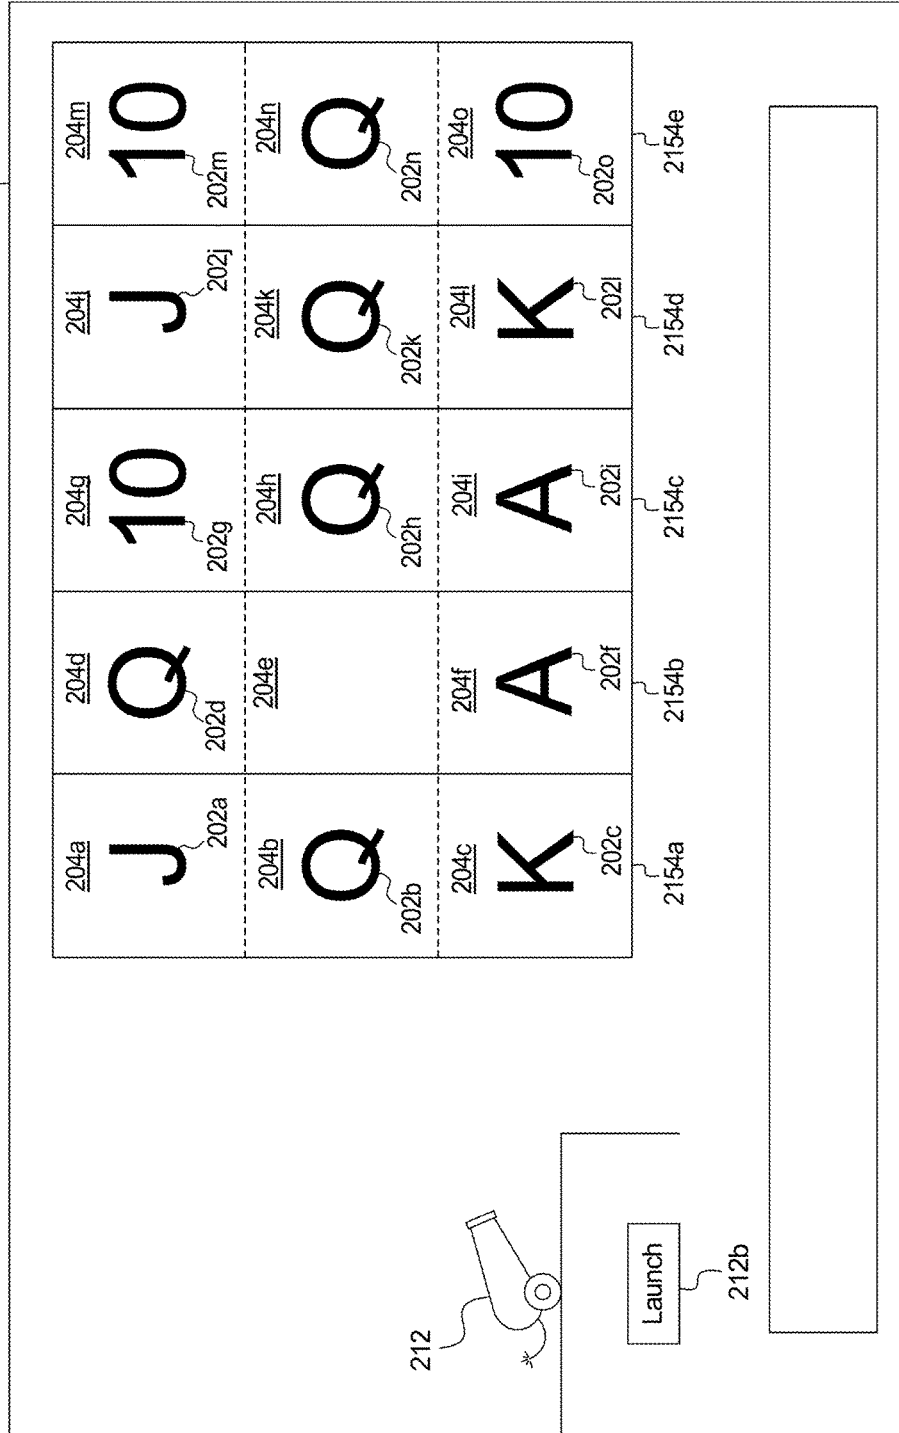 204a 204d 204g 204j 204m
J Q 10 J 10
202a 202d 202g 202j 202m
204b 204e 204h 204k 204n
Q Q Q Q
202b 202h 202k 202n
204c 204f 204i 204l 204o
K A A K 10
202c 202f 202i 202l 202o
2154a 2154b 2154c 2154d 2154e
212
Launch
212b